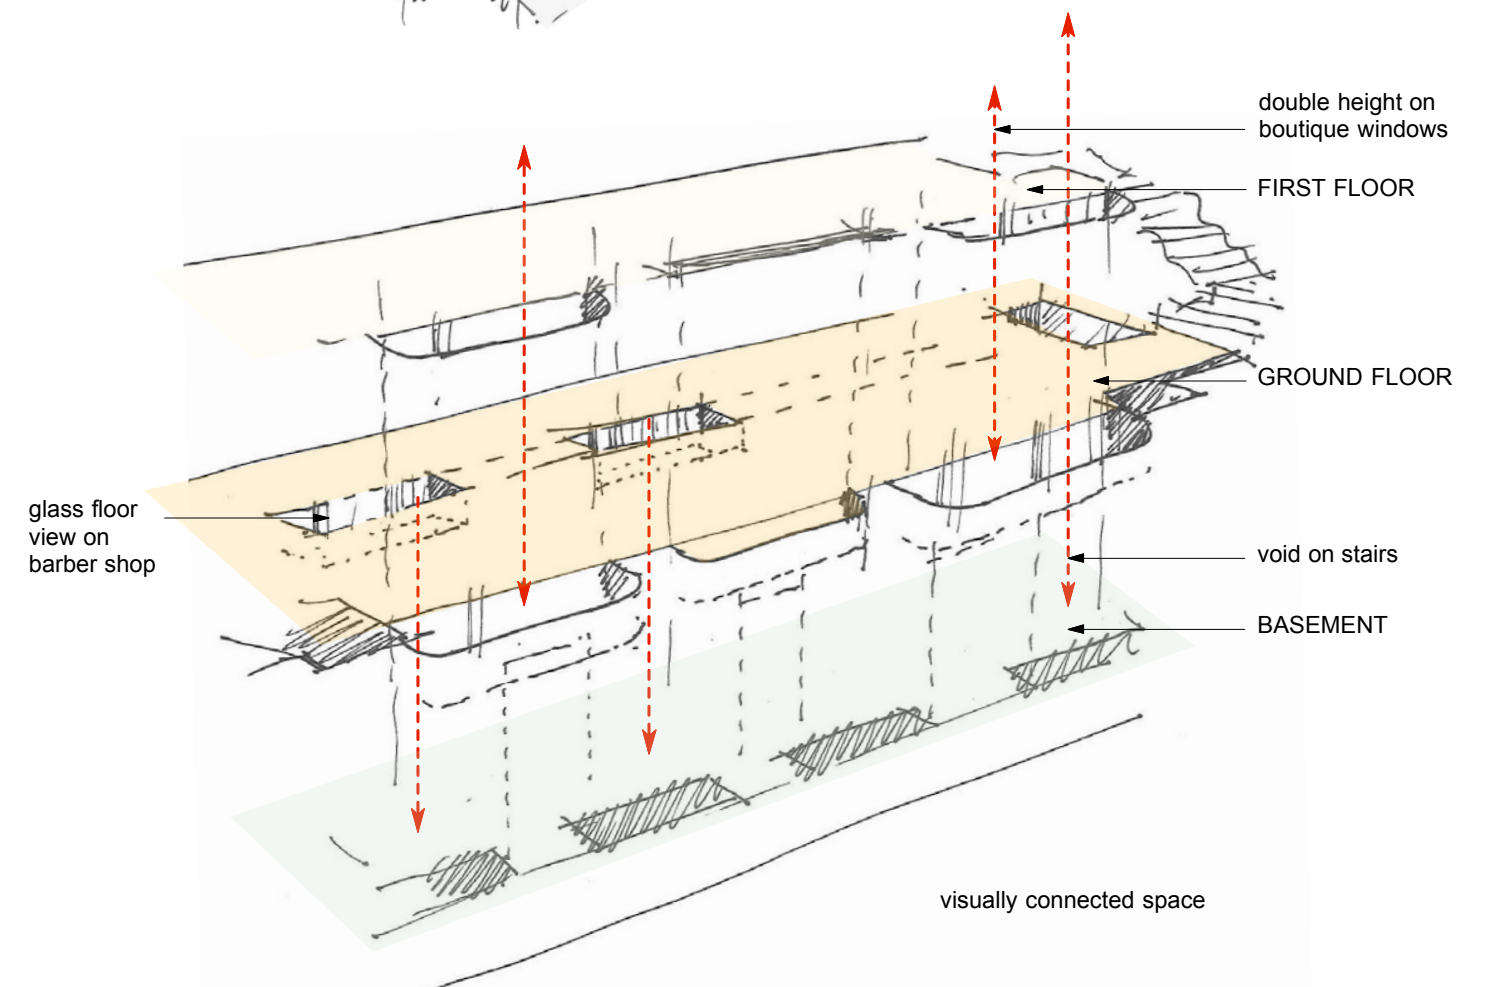 double height on
boutique windows
FIRST FLOOR
GROUND FLOOR
glass floor
view on
barber shop
void on stairs
BASEMENT
visually connected space